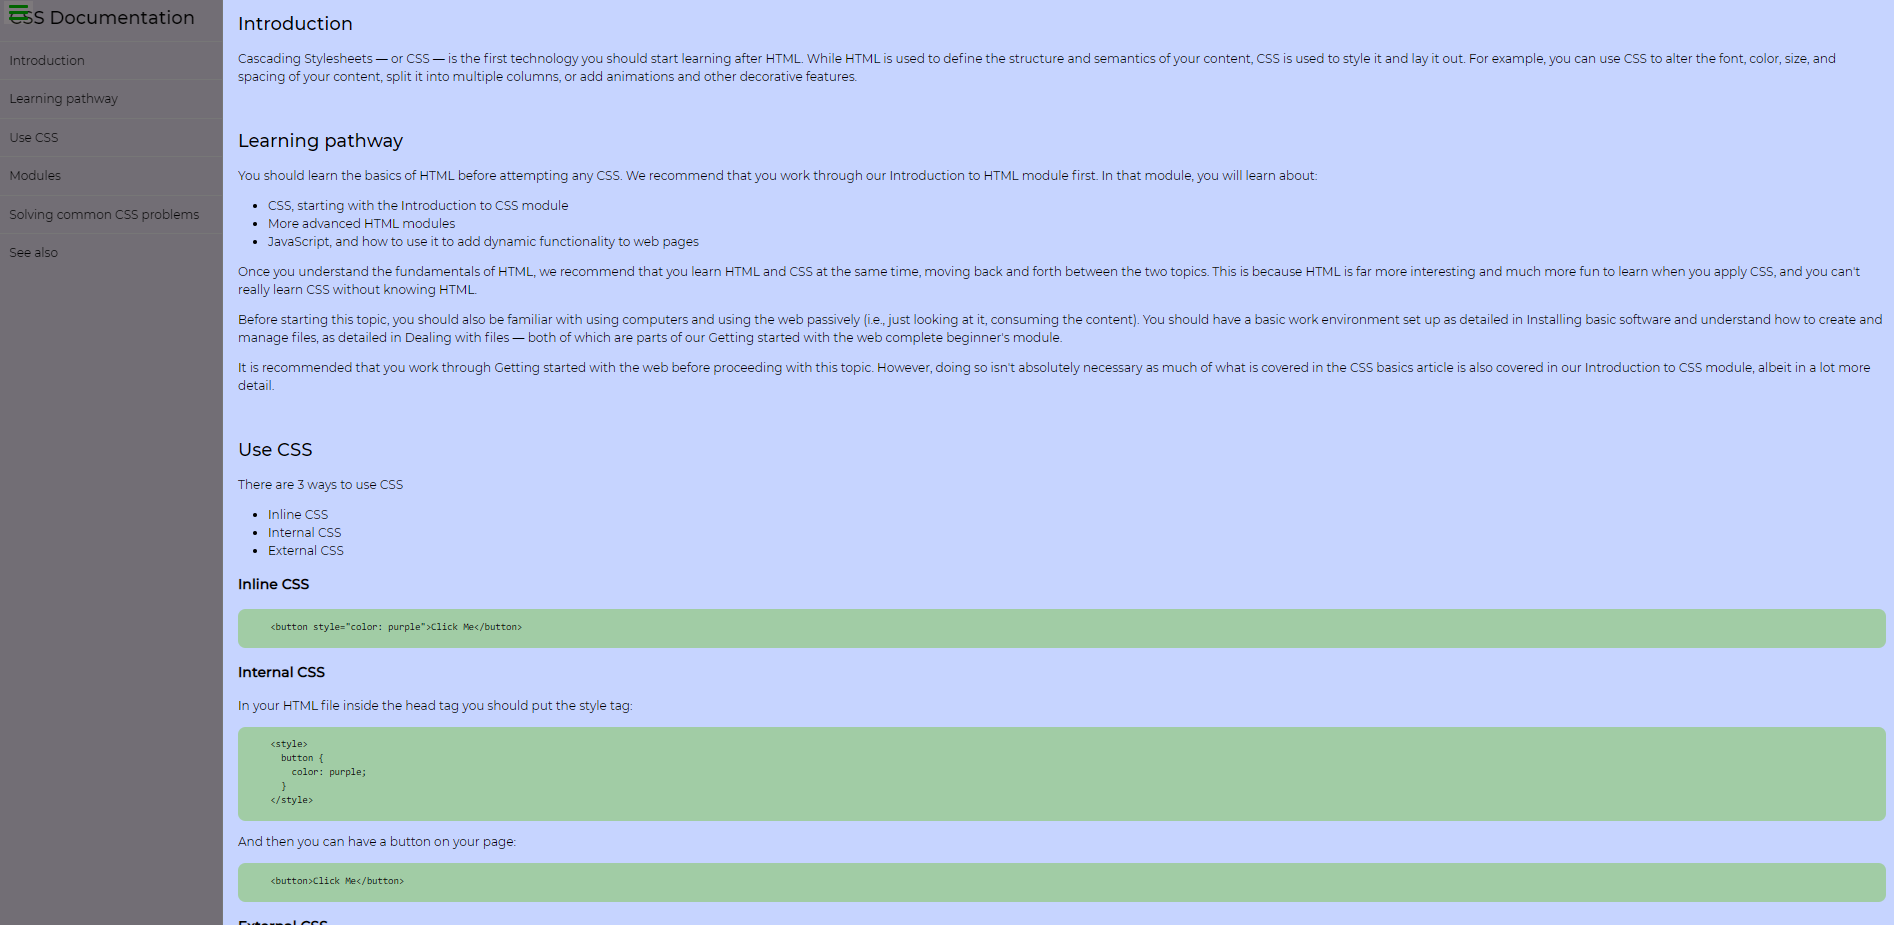 CSS Documentation
Introduction
Learning pathway
Use CSS
Modules
Solving common CSS problems
See also
Introduction
Cascading Stylesheets — or CSS — is the first technology you should start learning after HTML. While HTML is used to define the structure and semantics of your content, CSS is used to style it and lay it out. For example, you can use CSS to alter the font, color, size, and
spacing of your content, split it into multiple columns, or add animations and other decorative features.
Learning pathway
You should learn the basics of HTML before attempting any CSS. We recommend that you work through our Introduction to HTML module first. In that module, you will learn about:
• CSS, starting with the Introduction to CSS module
• More advanced HTML modules
• JavaScript, and how to use it to add dynamic functionality to web pages
Once you understand the fundamentals of HTML, we recommend that you learn HTML and CSS at the same time, moving back and forth between the two topics. This is because HTML is far more interesting and much more fun to learn when you apply CSS, and you can't
really learn CSS without knowing HTML.
Before starting this topic, you should also be familiar with using computers and using the web passively (i.e., just looking at it, consuming the content). You should have a basic work environment set up as detailed in Installing basic software and understand how to create and
manage files, as detailed in Dealing with files — both of which are parts of our Getting started with the web complete beginner's module.
It is recommended that you work through Getting started with the web before proceeding with this topic. However, doing so isn't absolutely necessary as much of what is covered in the CSS basics article is also covered in our Introduction to CSS module, albeit in a lot more
detail.
Use CSS
There are 3 ways to use CSS
• Inline CSS
• Internal CSS
• External CSS
Inline CSS
<button style="color: purple">Click Me</button>
Internal CSS
In your HTML file inside the head tag you should put the style tag:
<style>
button {
color: purple;
}
</style>
And then you can have a button on your page:
<button>Click Me</button>
External CSS